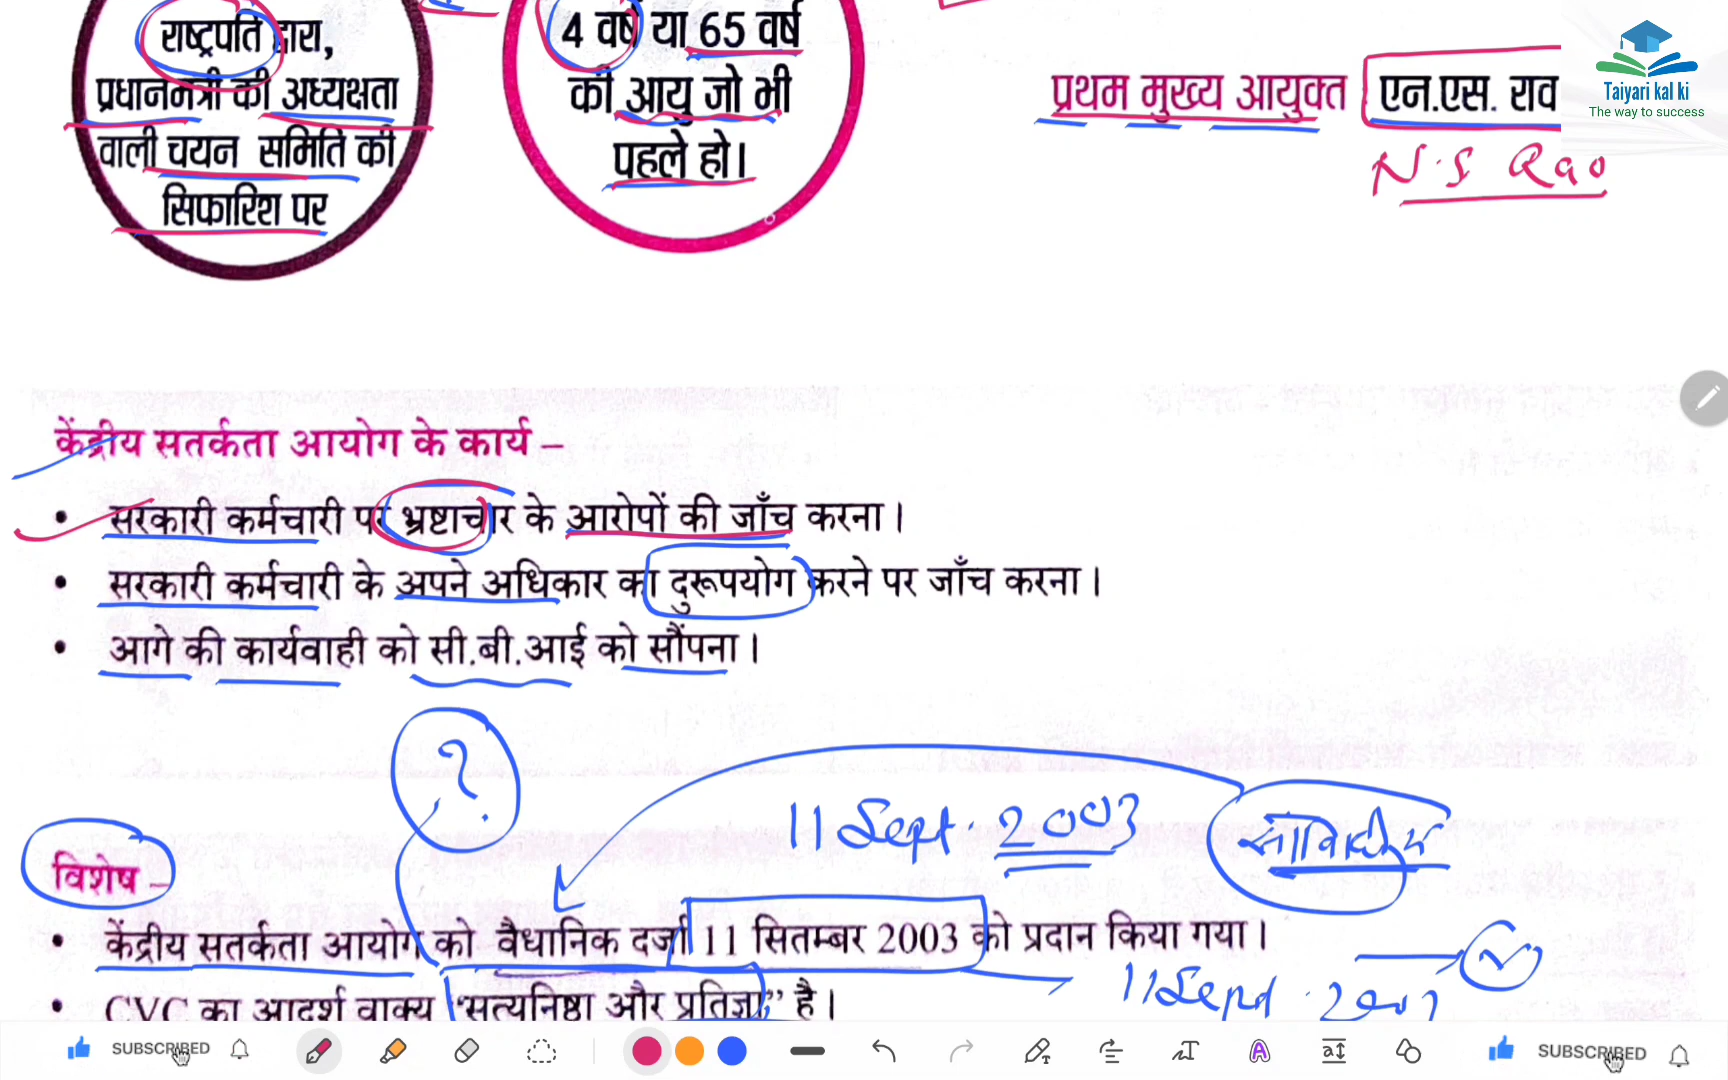 राष्ट्रपति द्वारा,
प्रधानमंत्री की अध्यक्षता
वाली चयन समिति की
सिफारिश पर
4 वर्ष या 65 वर्ष
की आयु जो भी
पहले हो।
प्रथम मुख्य आयुक्त एन.एस. राव
N.S Rao
Taiyari kal ki
The way to success
केंद्रीय सतर्कता आयोग के कार्य –
• सरकारी कर्मचारी पर भ्रष्टाचार के आरोपों की जाँच करना।
• सरकारी कर्मचारी के अपने अधिकार का दुरूपयोग करने पर जाँच करना।
• आगे की कार्यवाही को सी.बी.आई को सौंपना।
?
11 Sept. 2003
विशेष –
• केंद्रीय सतर्कता आयोग को वैधानिक दर्जा 11 सितम्बर 2003 को प्रदान किया गया।
11 Sept. 2003
• CVC का आदर्श वाक्य “सत्यनिष्ठा और प्रतिज्ञा” है।
SUBSCRIBED
SUBSCRIBED